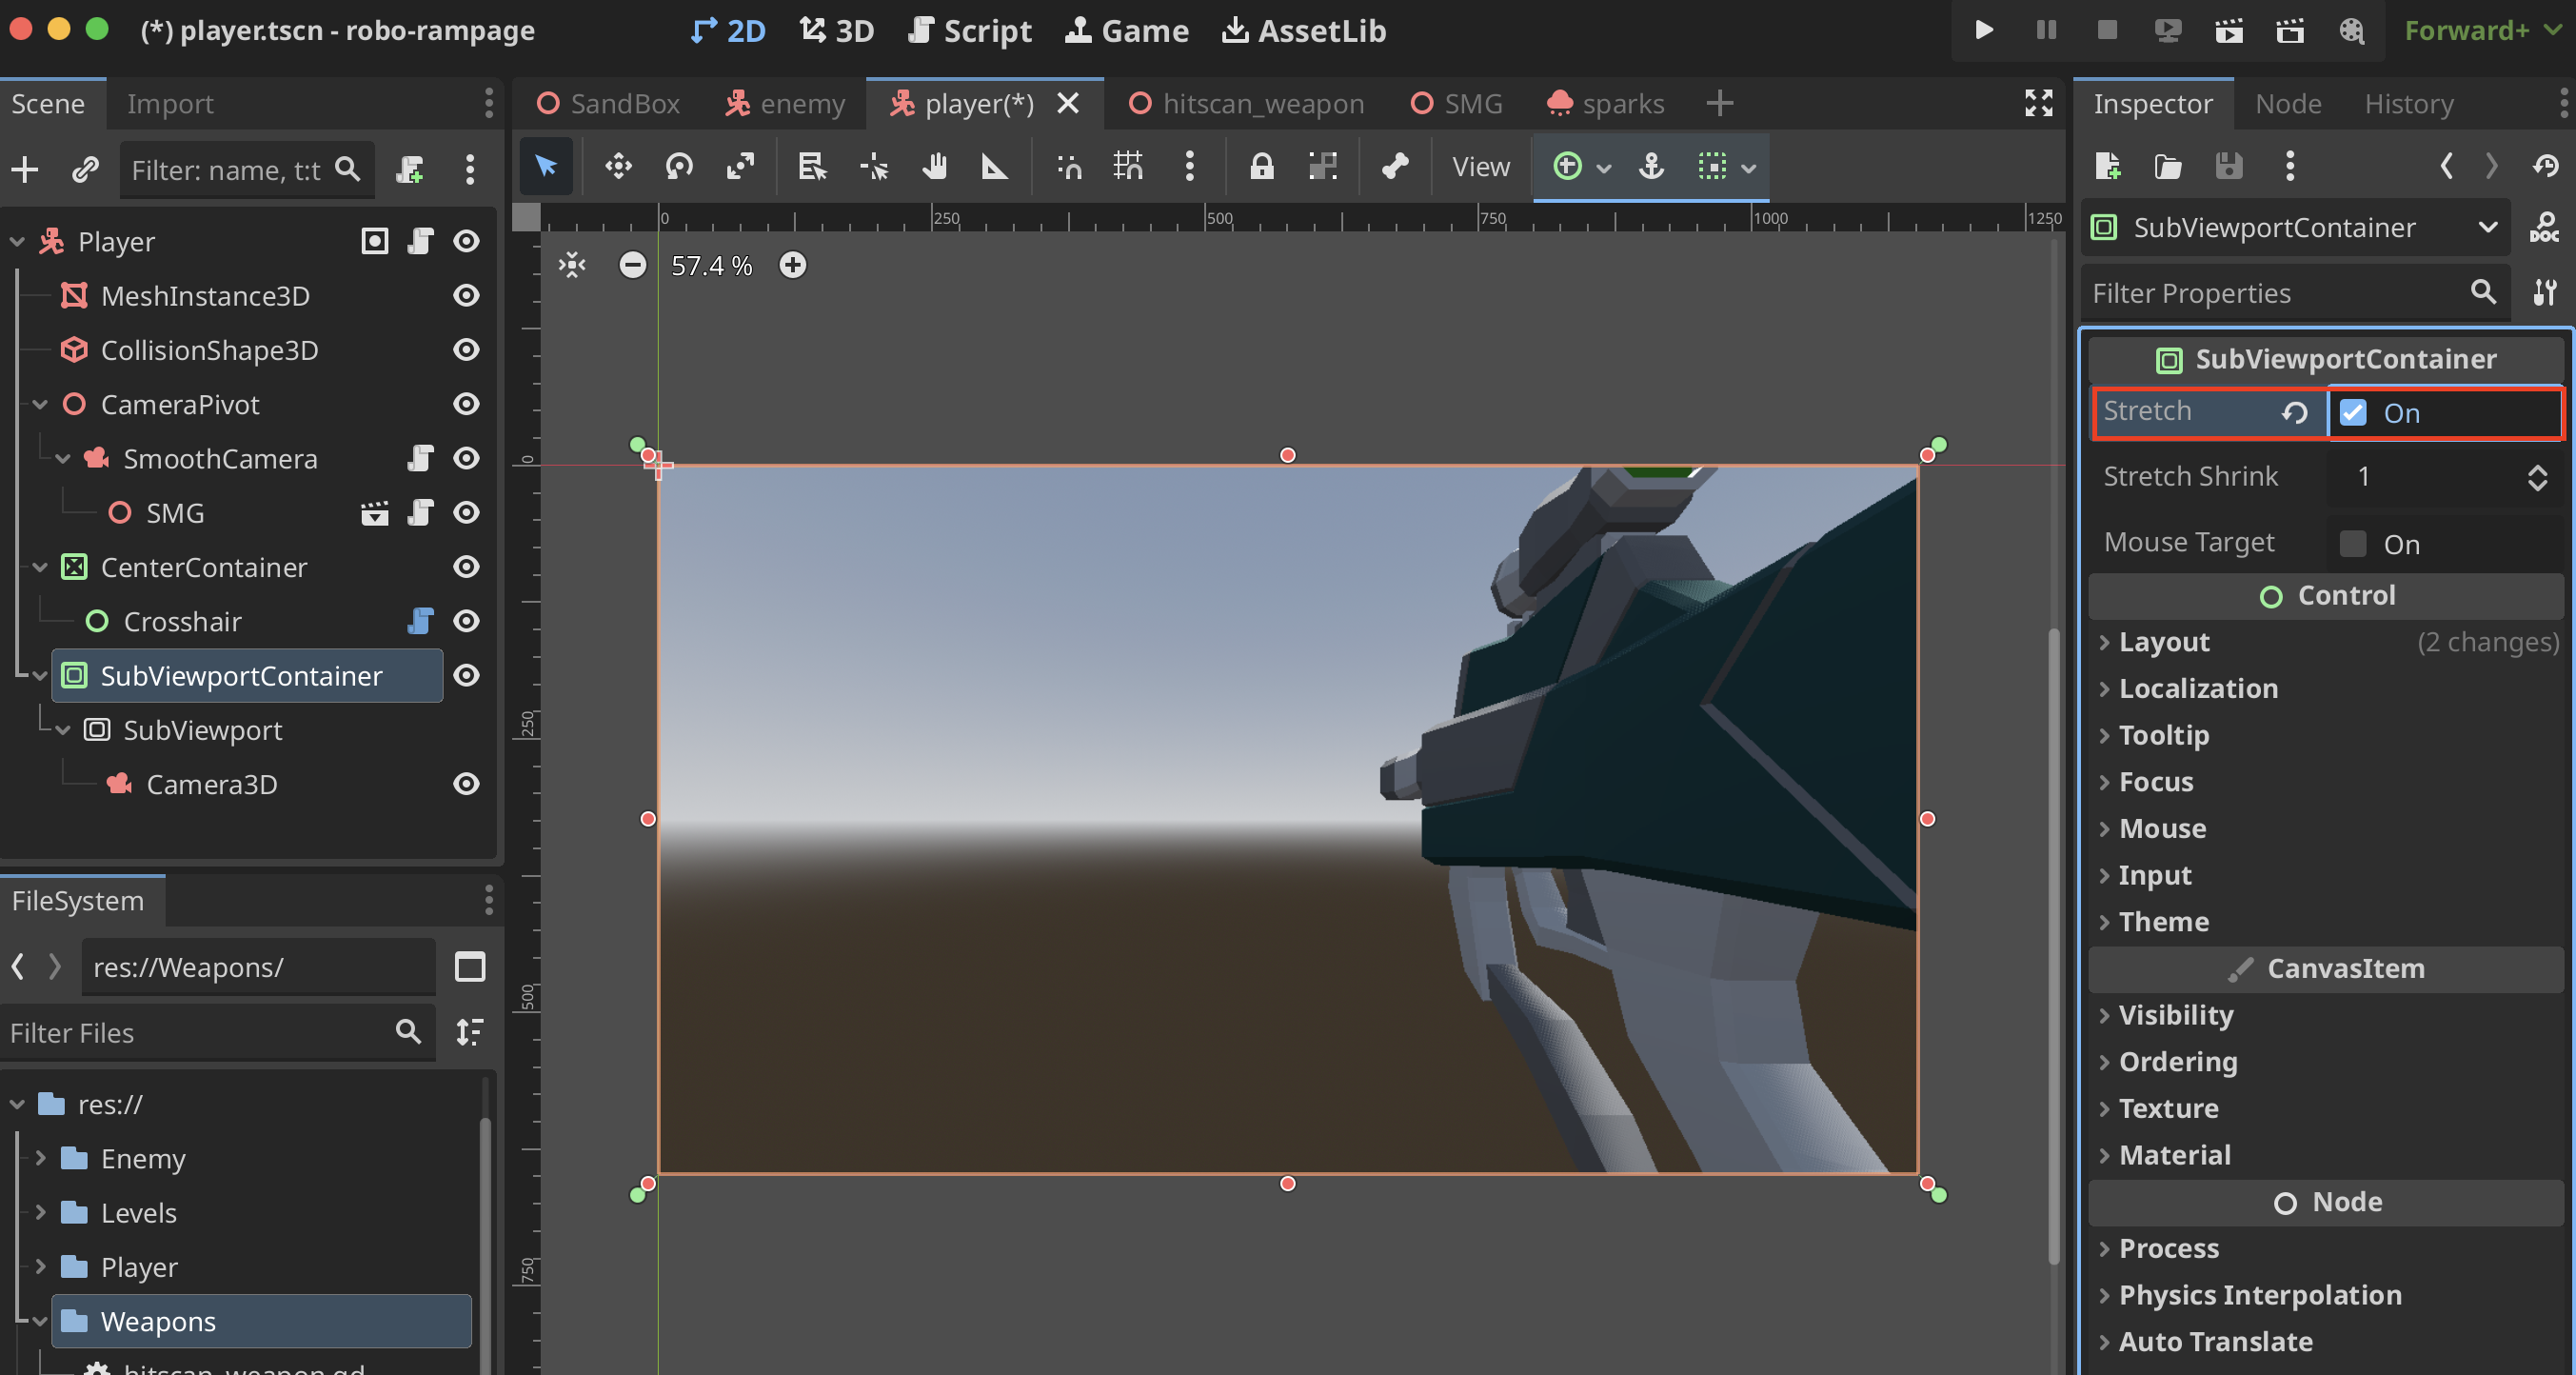 (*) player.tscn - robo-rampage
2D
3D
Script
Game
AssetLib
Forward+
Scene
Import
SandBox
enemy
player(*)
hitscan_weapon
SMG
sparks
Inspector
Node
History
Filter: name, t:t
View
Player
MeshInstance3D
CollisionShape3D
CameraPivot
SmoothCamera
SMG
CenterContainer
Crosshair
SubViewportContainer
SubViewport
Camera3D
FileSystem
res://Weapons/
Filter Files
res://
Enemy
Levels
Player
Weapons
hitscan_weapon.gd
0
250
500
750
1000
1250
57.4 %
0
250
500
750
SubViewportContainer
DOC
Filter Properties
SubViewportContainer
Stretch
On
Stretch Shrink
1
Mouse Target
On
Control
Layout
(2 changes)
Localization
Tooltip
Focus
Mouse
Input
Theme
CanvasItem
Visibility
Ordering
Texture
Material
Node
Process
Physics Interpolation
Auto Translate